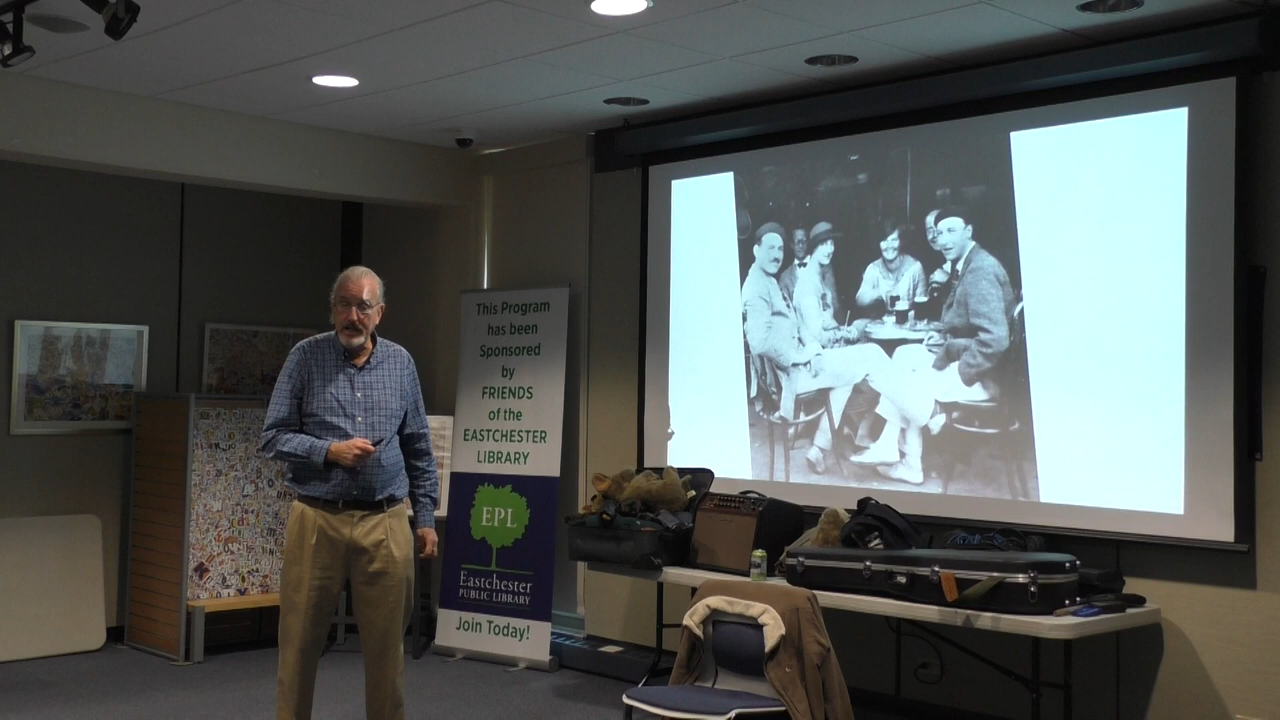 This Program
has been
Sponsored
by
FRIENDS
of the
EASTCHESTER
LIBRARY
EPL
Eastchester
PUBLIC LIBRARY
Join Today!